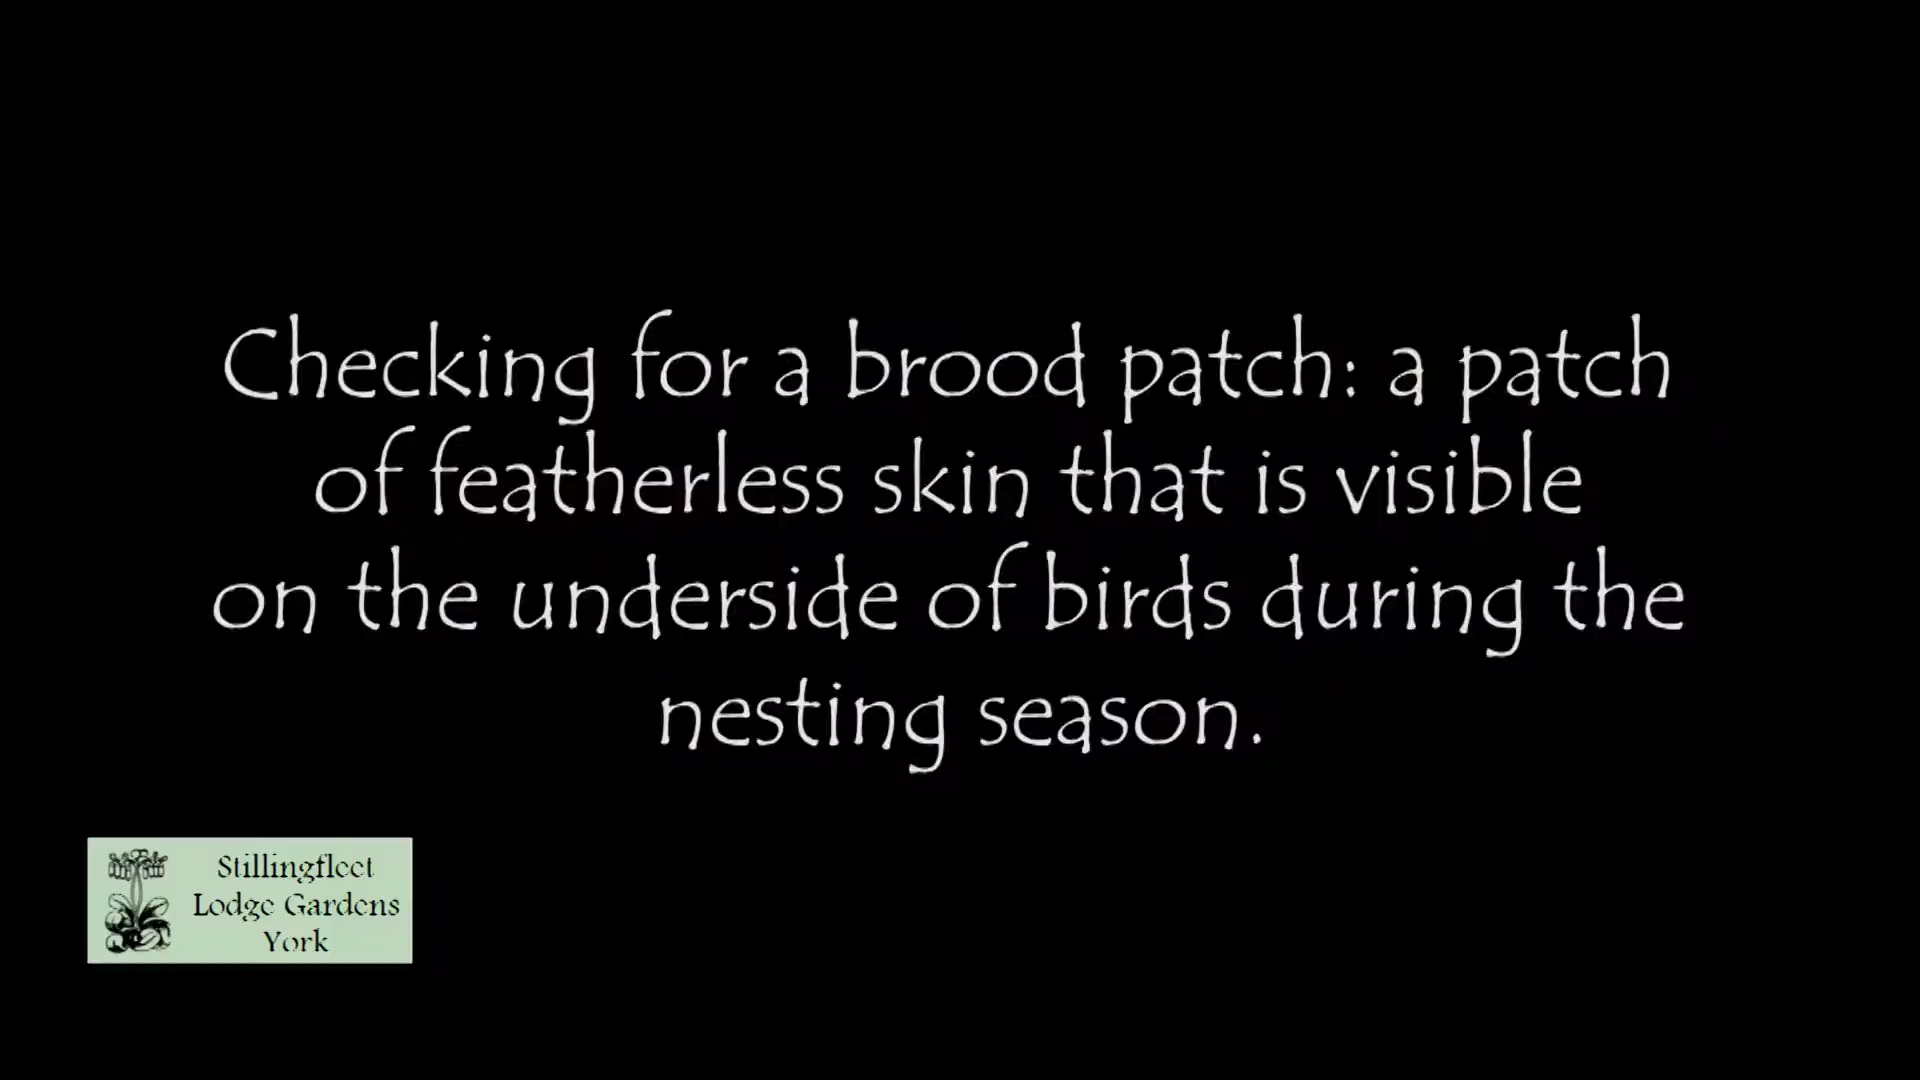 Checking for a brood patch: a patch
of featherless skin that is visible
on the underside of birds during the
nesting season.
Stillingfleet
Lodge Gardens
York